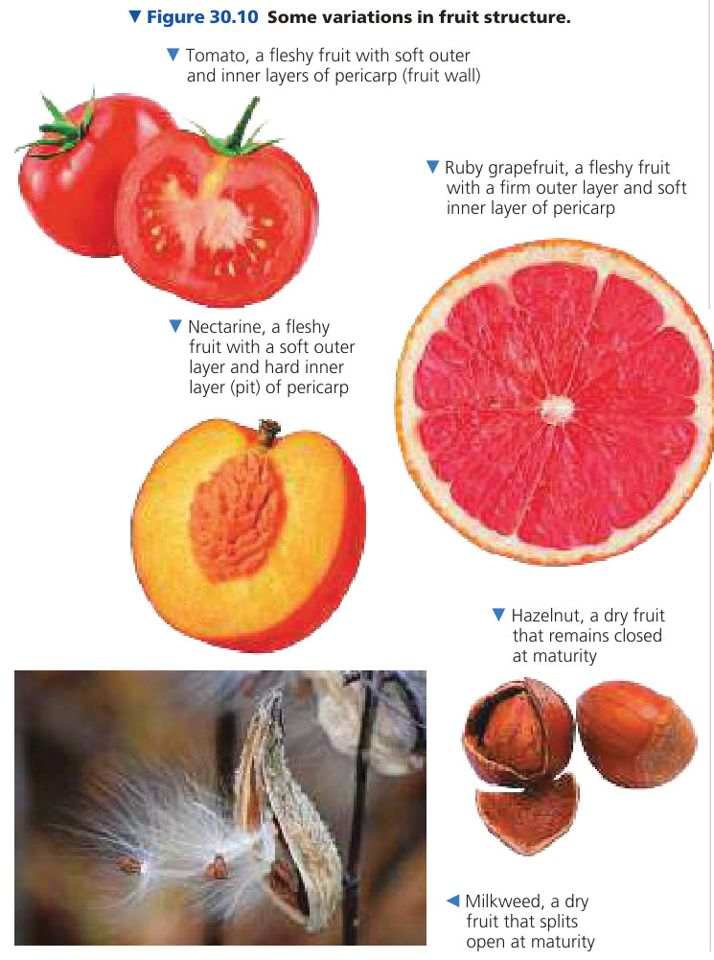 ▼ Figure 30.10 Some variations in fruit structure.
▼ Tomato, a fleshy fruit with soft outer
and inner layers of pericarp (fruit wall)
▼ Ruby grapefruit, a fleshy fruit
with a firm outer layer and soft
inner layer of pericarp
▼ Nectarine, a fleshy
fruit with a soft outer
layer and hard inner
layer (pit) of pericarp
▼ Hazelnut, a dry fruit
that remains closed
at maturity
◀ Milkweed, a dry
fruit that splits
open at maturity